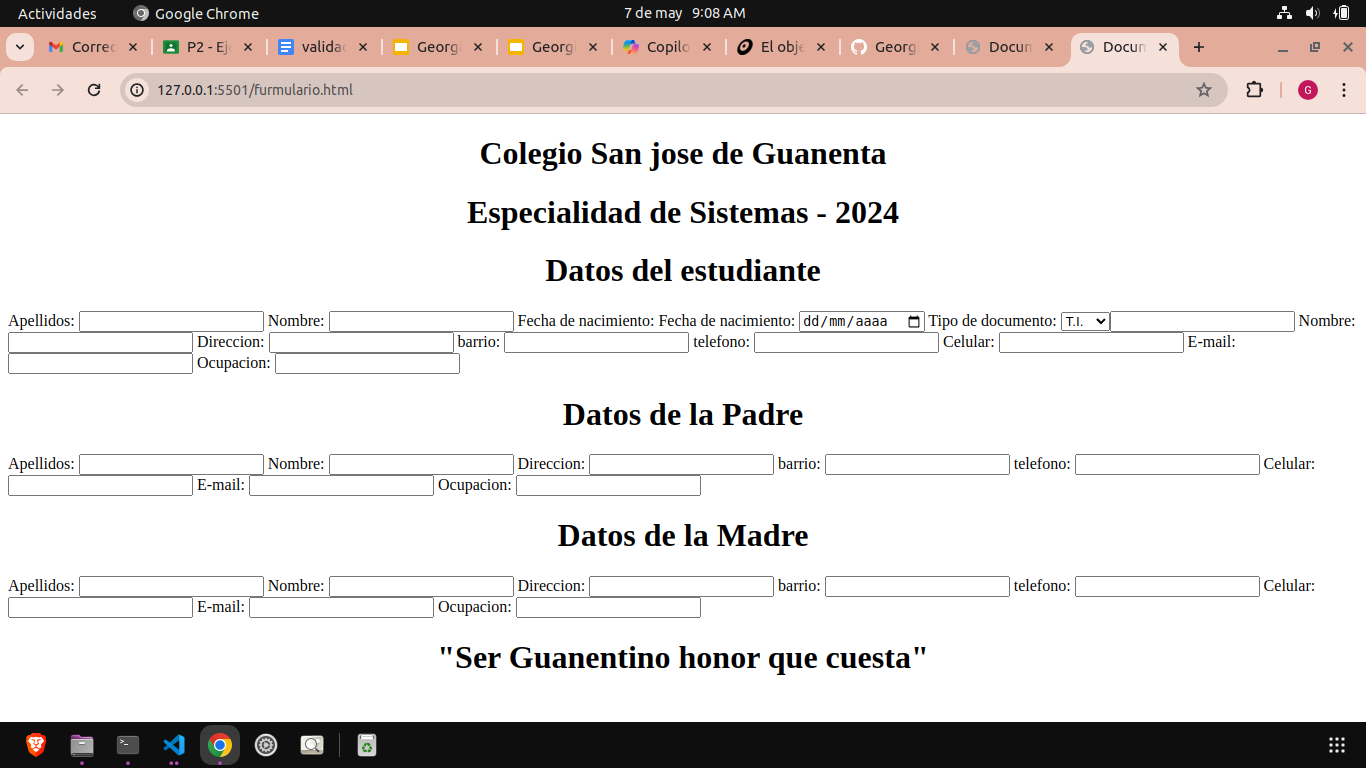 Actividades Google Chrome 7 de may 9:08 AM
Correc P2 - Eje validac Georgi Georgi Copilo El obje Georg Docum Docum
127.0.0.1:5501/furmulario.html G
Colegio San jose de Guanenta
Especialidad de Sistemas - 2024
Datos del estudiante
Apellidos: Nombre: Fecha de nacimiento: Fecha de nacimiento: dd/mm/aaaa Tipo de documento: T.I. Nombre:
Direccion: barrio: telefono: Celular: E-mail:
Ocupacion:
Datos de la Padre
Apellidos: Nombre: Direccion: barrio: telefono: Celular:
E-mail: Ocupacion:
Datos de la Madre
Apellidos: Nombre: Direccion: barrio: telefono: Celular:
E-mail: Ocupacion:
"Ser Guanentino honor que cuesta"